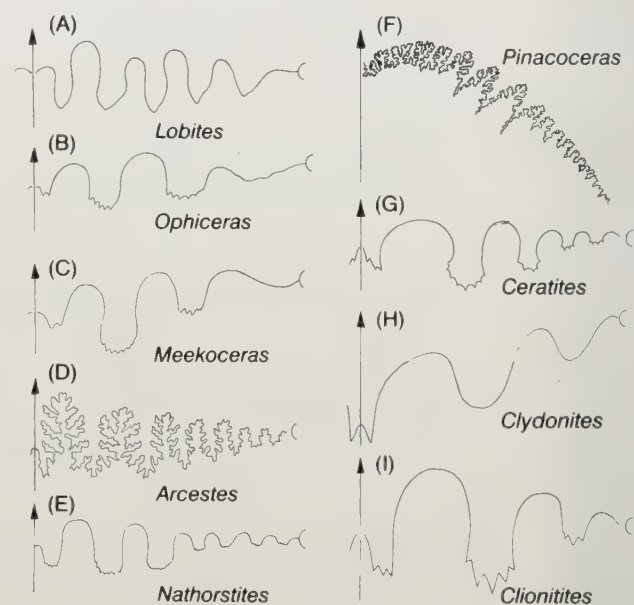 (A)
Lobites
(B)
Ophiceras
(C)
Meekoceras
(D)
Arcestes
(E)
Nathorstites
(F)
Pinacoceras
(G)
Ceratites
(H)
Clydonites
(I)
Clionitites